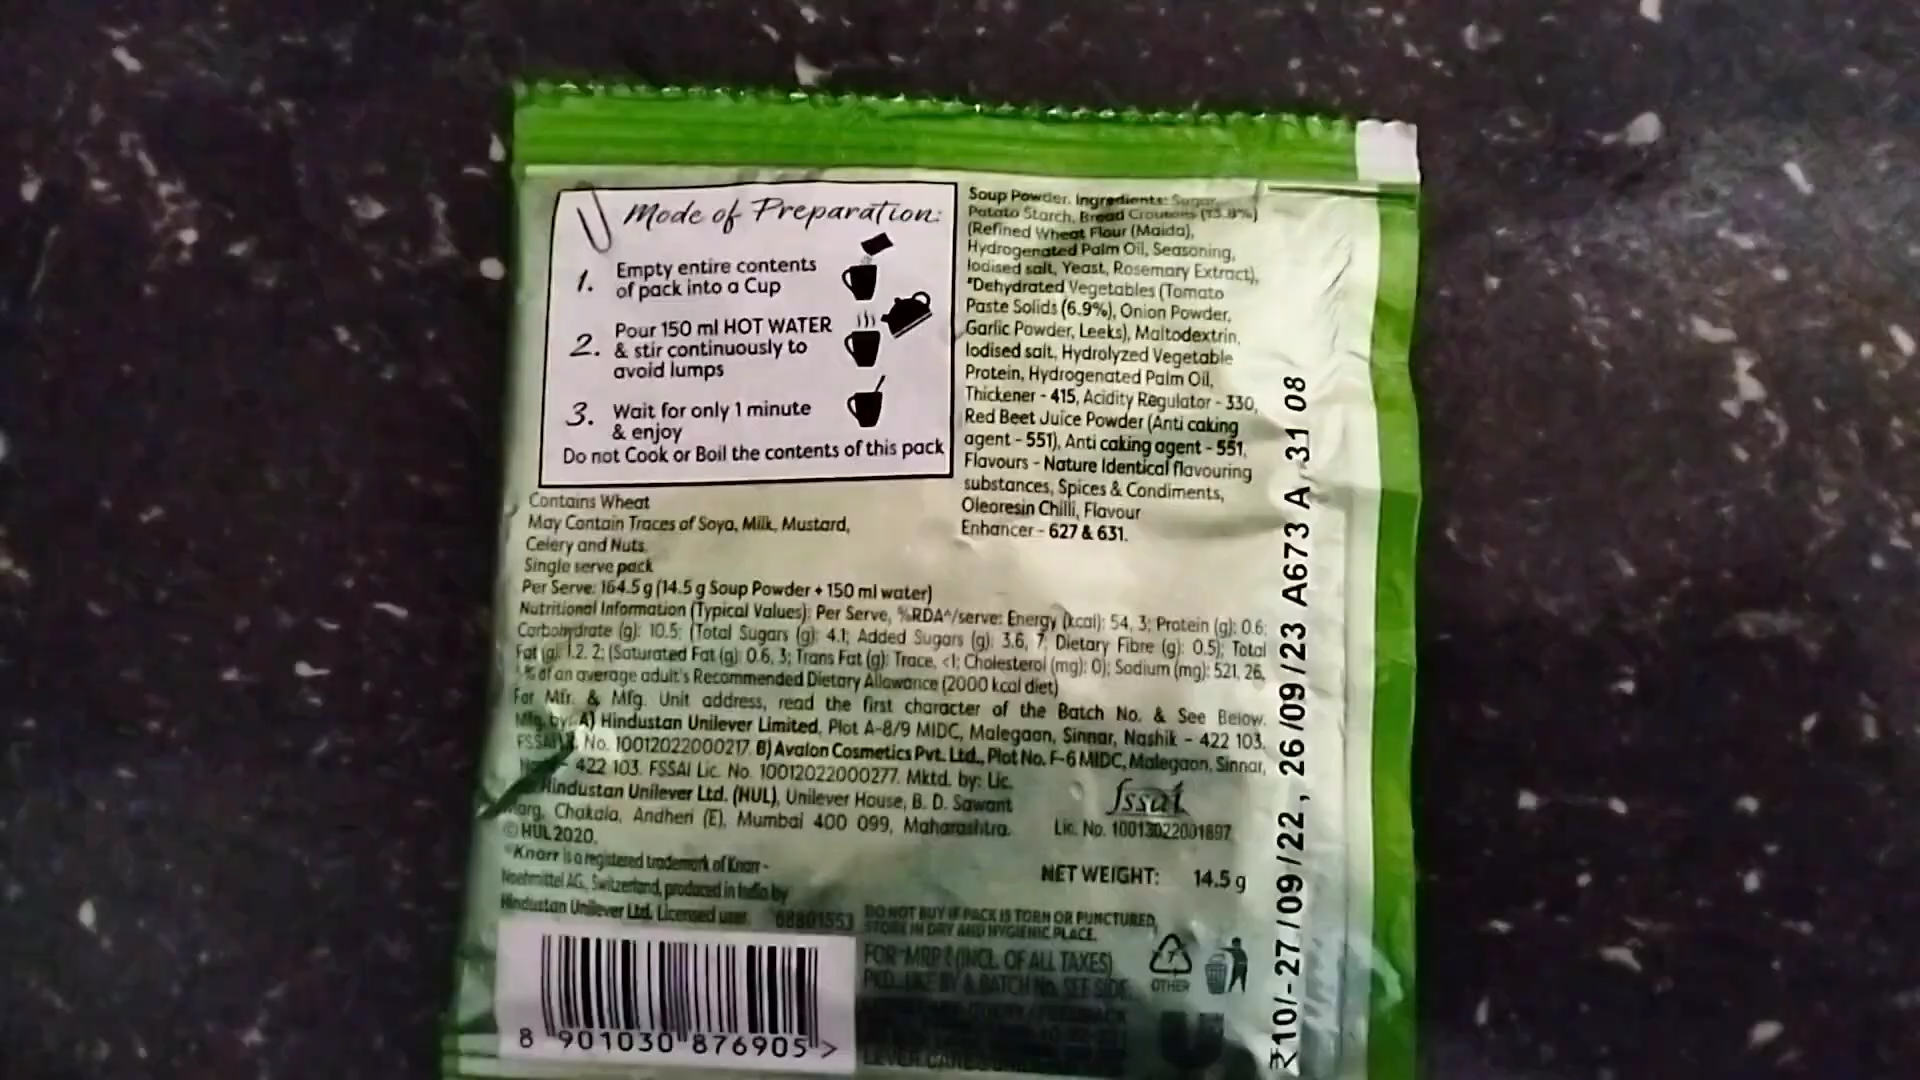 Mode of Preparation:
1. Empty entire contents
of pack into a Cup
2. Pour 150 ml HOT WATER
& stir continuously to
avoid lumps
3. Wait for only 1 minute
& enjoy
Do not Cook or Boil the contents of this pack
Soup Powder. Ingredients: Sugar,
Potato Starch, Bread Croutons (13.8%)
(Refined Wheat Flour (Maida),
Hydrogenated Palm Oil, Seasoning,
Iodised salt, Yeast, Rosemary Extract),
*Dehydrated Vegetables (Tomato
Paste Solids (6.9%), Onion Powder,
Garlic Powder, Leeks), Maltodextrin,
Iodised salt, Hydrolyzed Vegetable
Protein, Hydrogenated Palm Oil,
Thickener - 415, Acidity Regulator - 330,
Red Beet Juice Powder (Anti caking
agent - 551), Anti caking agent - 551,
Flavours - Nature Identical flavouring
substances, Spices & Condiments,
Oleoresin Chilli, Flavour
Enhancer - 627 & 631.
Contains Wheat
May Contain Traces of Soya, Milk, Mustard,
Celery and Nuts.
Single serve pack
Per Serve: 164.5 g (14.5 g Soup Powder + 150 ml water)
Nutritional Information (Typical Values): Per Serve, %RDA^/serve: Energy (kcal): 54, 3; Protein (g): 0.6;
Carbohydrate (g): 10.5; (Total Sugars (g): 4.1; Added Sugars (g): 3.6, 7; Dietary Fibre (g): 0.5); Total
Fat (g): 1.2, 2; (Saturated Fat (g): 0.6, 3; Trans Fat (g): Trace, <1; Cholesterol (mg): 0); Sodium (mg): 521, 26,
^% of an average adult's Recommended Dietary Allowance (2000 kcal diet)
For Mfr. & Mfg. Unit address, read the first character of the Batch No. & See Below.
Mfg. by: A) Hindustan Unilever Limited, Plot A-8/9 MIDC, Malegaon, Sinnar, Nashik - 422 103.
FSSAI No. 10012022000217. B) Avalon Cosmetics Pvt. Ltd., Plot No. F-6 MIDC, Malegaon, Sinnar,
422 103. FSSAI Lic. No. 10012022000277. Mktd. by: Lic.
Hindustan Unilever Ltd. (HUL), Unilever House, B. D. Sawant
Marg, Chakala, Andheri (E), Mumbai 400 099, Maharashtra.
© HUL 2020.
fssai
Lic. No. 10013022001897
*Knorr is a registered trademark of Knorr-
Naehrmittel AG, Switzerland, produced in India by
Hindustan Unilever Ltd. Licensed user. 68801553
NET WEIGHT: 14.5 g
DO NOT BUY IF PACK IS TORN OR PUNCTURED,
STORE IN DRY AND HYGIENIC PLACE.
FOR MRP ₹ (INCL. OF ALL TAXES)
PKD., USE BY & BATCH No. SEE SIDE.
7
OTHER
8 901030 876905 >
₹10/- 27/09/22, 26/09/23 A673 A 31 08